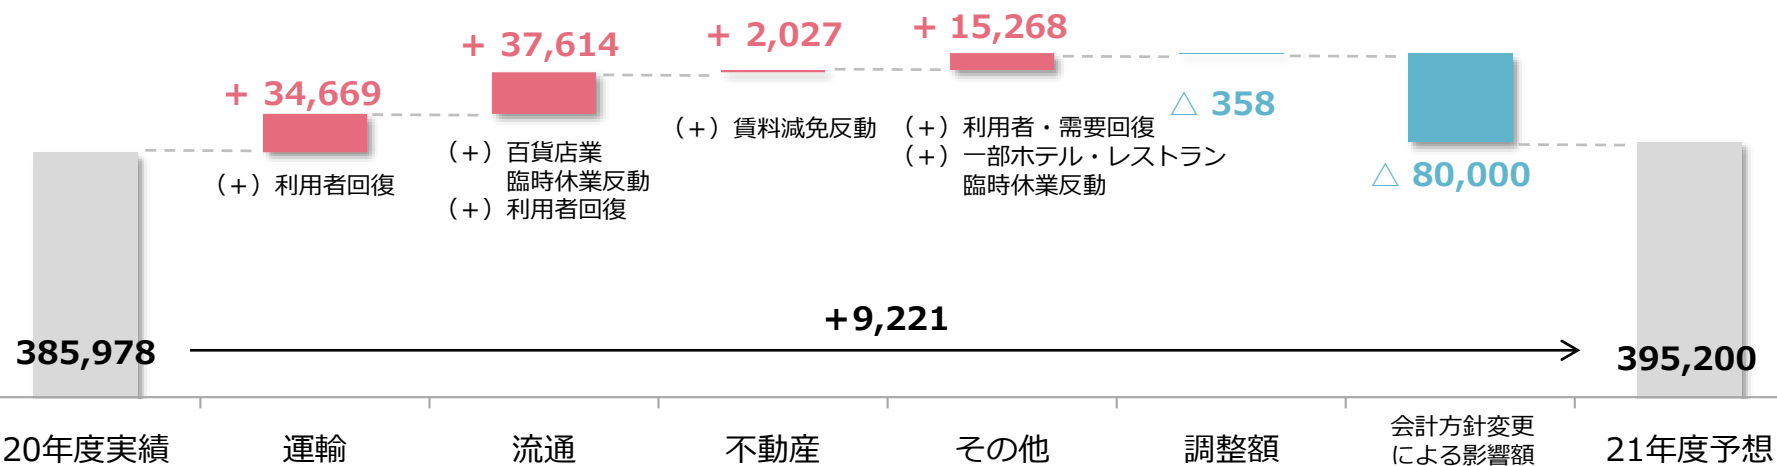 + 34,669
(+) 利用者回復
+ 37,614
(+) 百貨店業
臨時休業反動
(+) 利用者回復
+ 2,027
(+) 賃料減免反動
+ 15,268
(+) 利用者・需要回復
(+) 一部ホテル・レストラン
臨時休業反動
△ 358
△ 80,000
+9,221
385,978
395,200
20年度実績
運輸
流通
不動産
その他
調整額
会計方針変更
による影響額
21年度予想